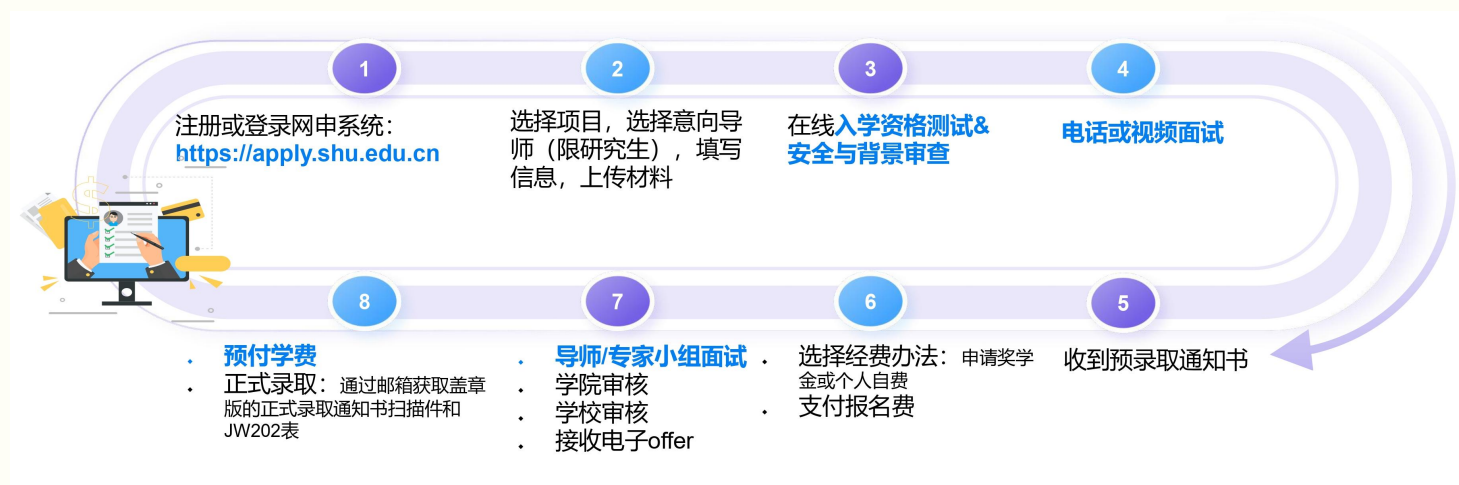 1
注册或登录网申系统：
https://apply.shu.edu.cn
2
选择项目，选择意向导
师（限研究生），填写
信息，上传材料
3
在线入学资格测试&
安全与背景审查
4
电话或视频面试
5
收到预录取通知书
6
· 选择经费办法：申请奖学
金或个人自费
· 支付报名费
7
· 导师/专家小组面试
· 学院审核
· 学校审核
· 接收电子offer
8
· 预付学费
· 正式录取：通过邮箱获取盖章
版的正式录取通知书扫描件和
JW202表